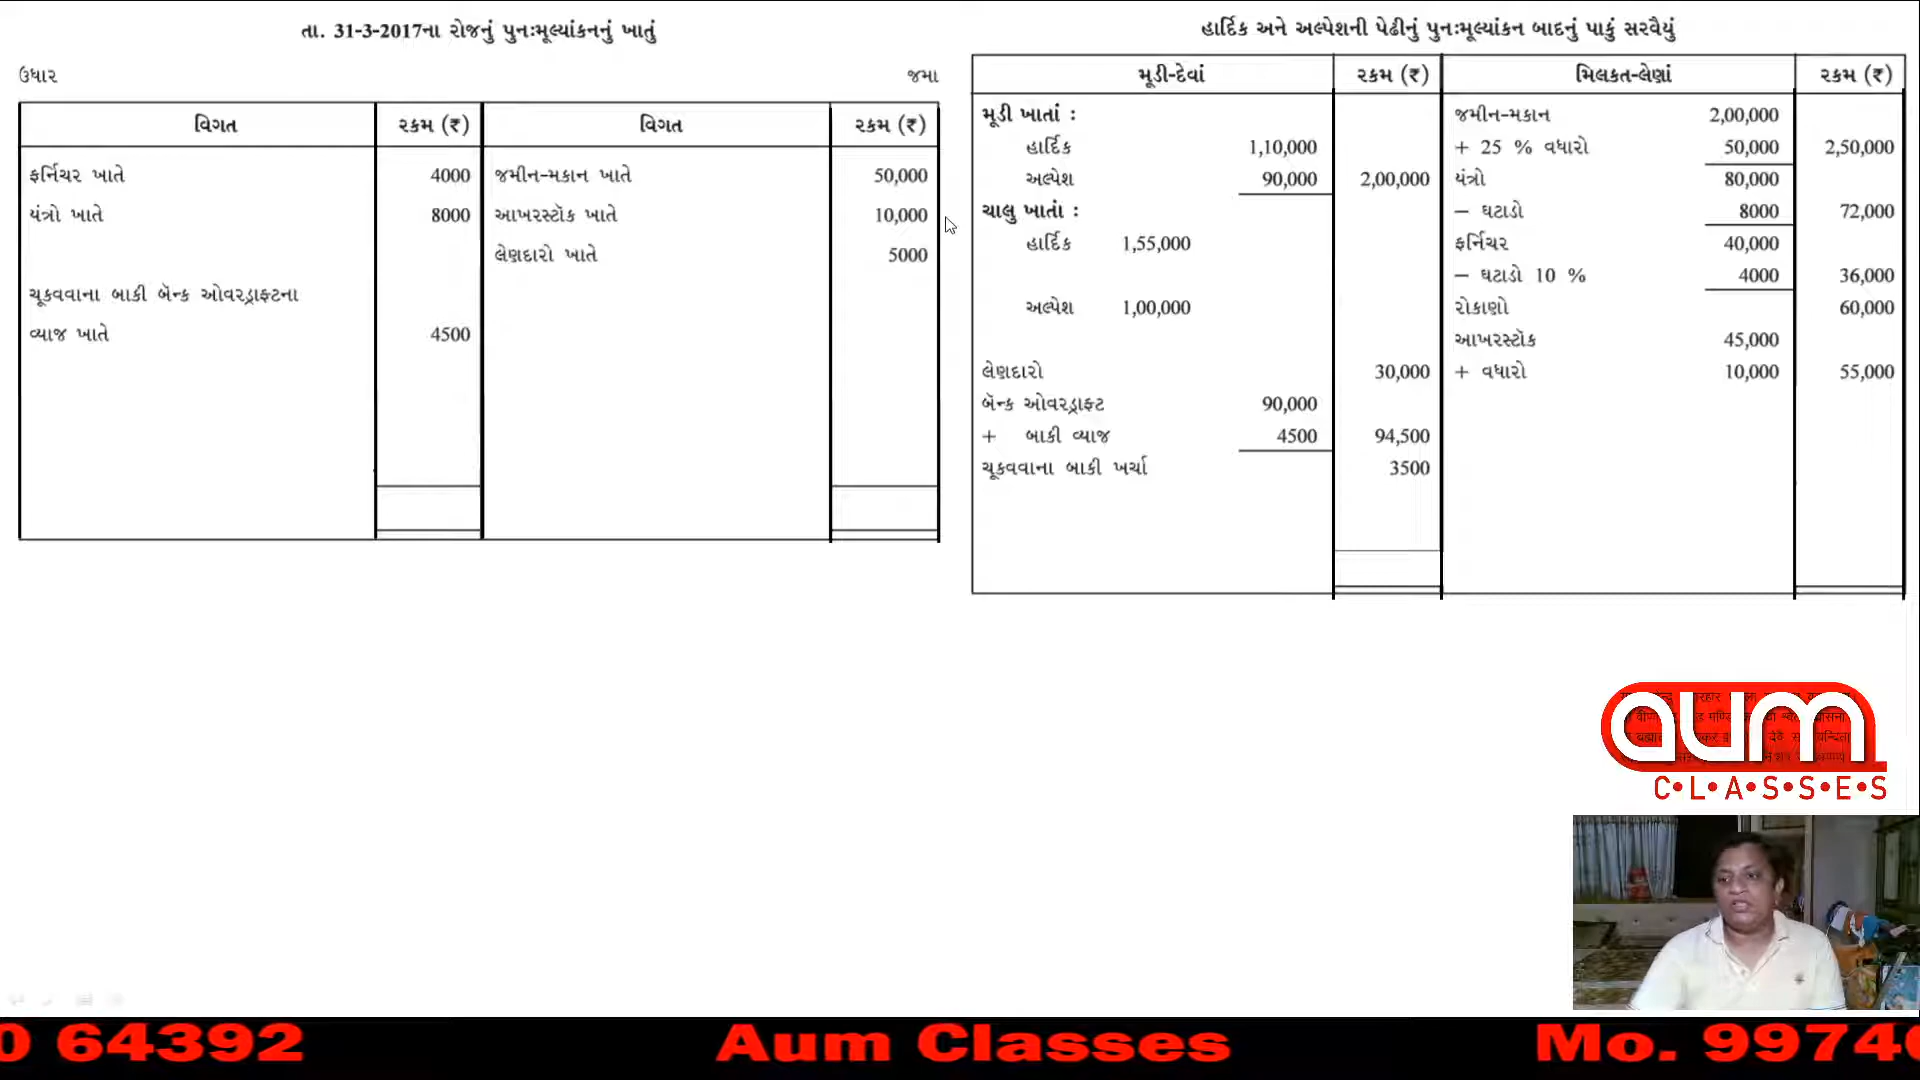 તા. 31-3-2017ના રોજનું પુનઃમૂલ્યાંકનનું ખાતું
ઉધાર જમા
વિગત રકમ (₹) વિગત રકમ (₹)
ફર્નિચર ખાતે 4000 જમીન-મકાન ખાતે 50,000
યંત્રો ખાતે 8000 આખરસ્ટૉક ખાતે 10,000
લેણદારો ખાતે 5000
ચૂકવવાના બાકી બૅન્ક ઓવરડ્રાફ્ટના
વ્યાજ ખાતે 4500
હાર્દિક અને અલ્પેશની પેઢીનું પુનઃમૂલ્યાંકન બાદનું પાકું સરવૈયું
મૂડી-દેવાં રકમ (₹) મિલકત-લેણાં રકમ (₹)
મૂડી ખાતાં : જમીન-મકાન 2,00,000
હાર્દિક 1,10,000 + 25 % વધારો 50,000 2,50,000
અલ્પેશ 90,000 2,00,000 યંત્રો 80,000
ચાલુ ખાતાં : – ઘટાડો 8000 72,000
હાર્દિક 1,55,000 ફર્નિચર 40,000
– ઘટાડો 10 % 4000 36,000
અલ્પેશ 1,00,000 રોકાણો 60,000
આખરસ્ટૉક 45,000
લેણદારો 30,000 + વધારો 10,000 55,000
બૅન્ક ઓવરડ્રાફ્ટ 90,000
+ બાકી વ્યાજ 4500 94,500
ચૂકવવાના બાકી ખર્ચા 3500
aum
C•L•A•S•S•E•S
0 64392 Aum Classes Mo. 9974